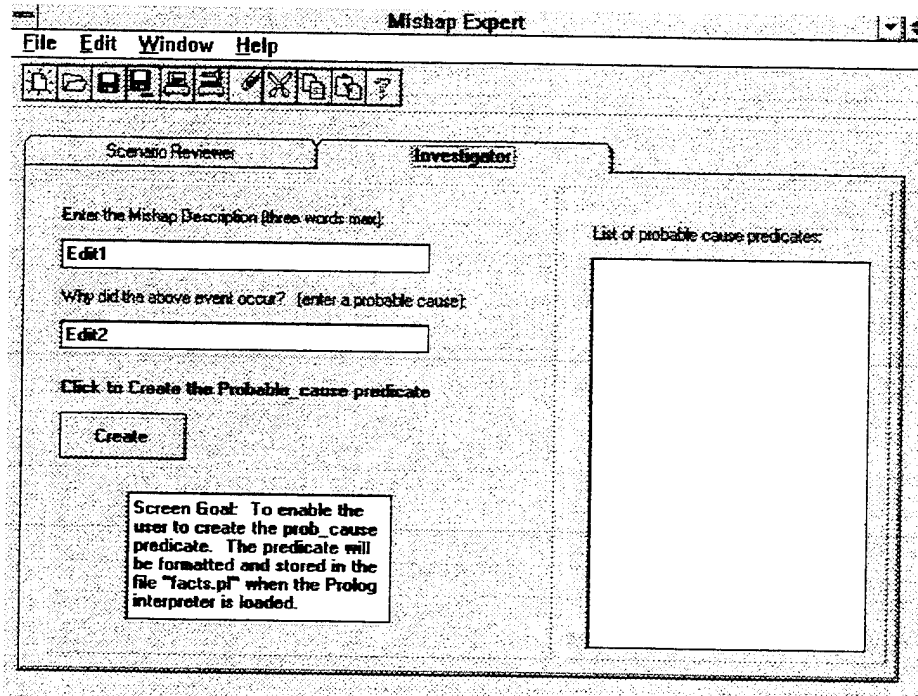 Mishap Expert
File Edit Window Help
Scenario Reviewer
Investigator
Enter the Mishap Description (three words max):
Edit1
Why did the above event occur? (enter a probable cause):
Edit2
Click to Create the Probable_cause predicate
Create
Screen Goal: To enable the
user to create the prob_cause
predicate. The predicate will
be formatted and stored in the
file "facts.pl" when the Prolog
interpreter is loaded.
List of probable cause predicates: